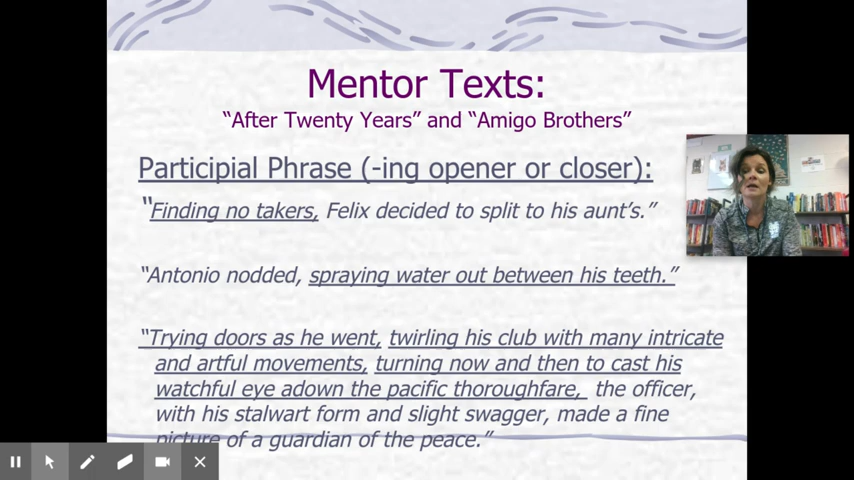 Mentor Texts:
"After Twenty Years" and "Amigo Brothers"
Participial Phrase (-ing opener or closer):
"Finding no takers, Felix decided to split to his aunt's."
"Antonio nodded, spraying water out between his teeth."
"Trying doors as he went, twirling his club with many intricate
and artful movements, turning now and then to cast his
watchful eye adown the pacific thoroughfare, the officer,
with his stalwart form and slight swagger, made a fine
picture of a guardian of the peace."